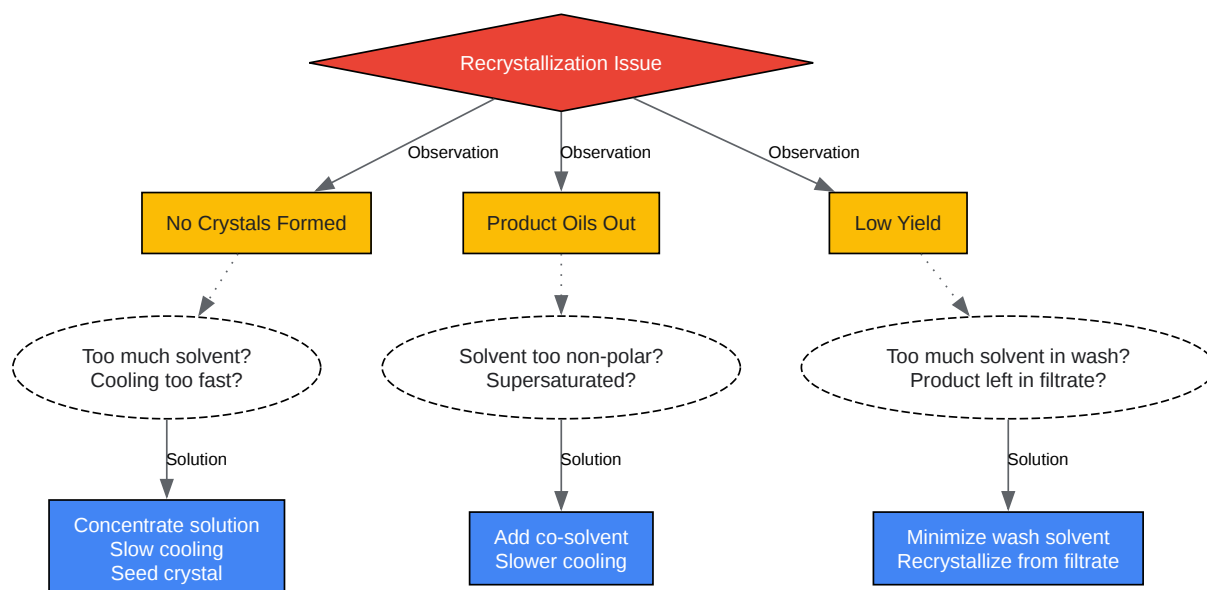 Recrystallization Issue
Observation
Observation
Observation
No Crystals Formed
Product Oils Out
Low Yield
Too much solvent?
Cooling too fast?
Solvent too non-polar?
Supersaturated?
Too much solvent in wash?
Product left in filtrate?
Solution
Solution
Solution
Concentrate solution
Slow cooling
Seed crystal
Add co-solvent
Slower cooling
Minimize wash solvent
Recrystallize from filtrate